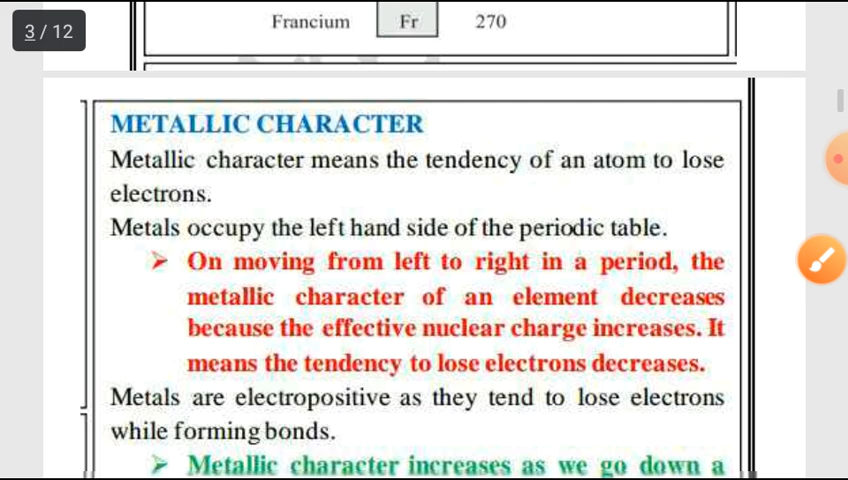 Francium Fr 270
3 / 12
METALLIC CHARACTER
Metallic character means the tendency of an atom to lose
electrons.
Metals occupy the left hand side of the periodic table.
➤ On moving from left to right in a period, the
metallic character of an element decreases
because the effective nuclear charge increases. It
means the tendency to lose electrons decreases.
Metals are electropositive as they tend to lose electrons
while forming bonds.
➤ Metallic character increases as we go down a